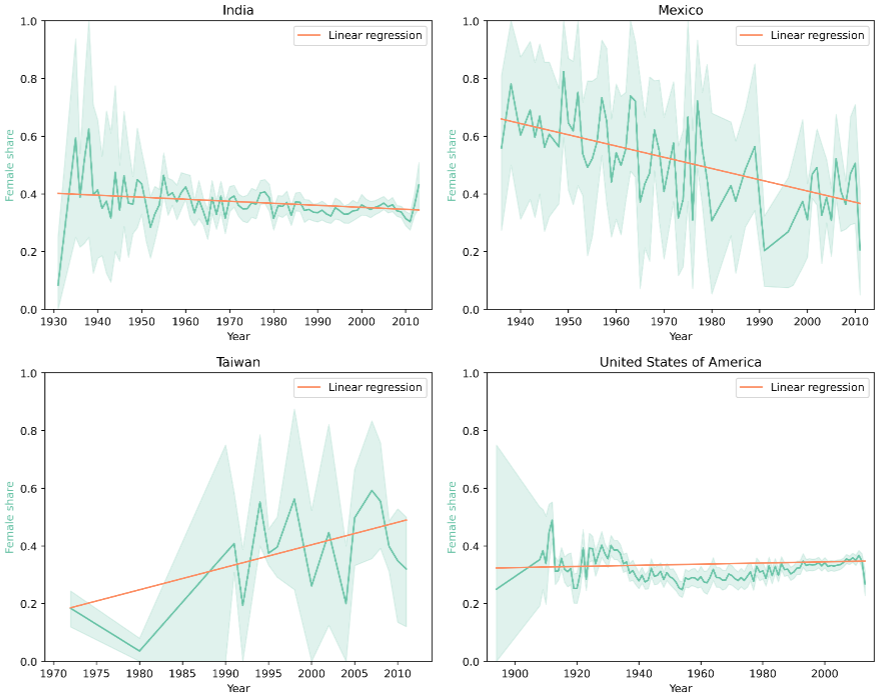 India
Mexico
Linear regression
Linear regression
1.0
0.8
0.6
0.4
0.2
0.0
Female share
1930 1940 1950 1960 1970 1980 1990 2000 2010
Year
1.0
0.8
0.6
0.4
0.2
0.0
Female share
1940 1950 1960 1970 1980 1990 2000 2010
Year
Taiwan
United States of America
Linear regression
Linear regression
1.0
0.8
0.6
0.4
0.2
0.0
Female share
1970 1975 1980 1985 1990 1995 2000 2005 2010
Year
1.0
0.8
0.6
0.4
0.2
0.0
Female share
1900 1920 1940 1960 1980 2000
Year